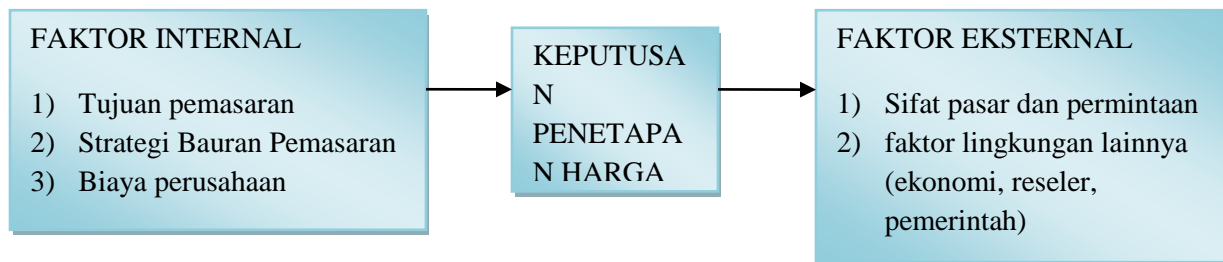 FAKTOR INTERNAL
1) Tujuan pemasaran
2) Strategi Bauran Pemasaran
3) Biaya perusahaan
KEPUTUSA
N
PENETAPA
N HARGA
FAKTOR EKSTERNAL
1) Sifat pasar dan permintaan
2) faktor lingkungan lainnya
(ekonomi, reseler,
pemerintah)